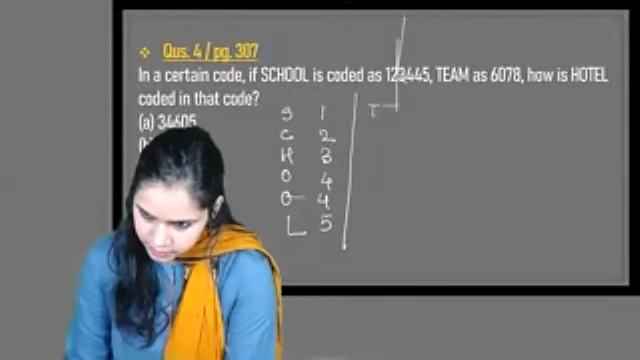 ❖ Qus. 4 / pg. 307
In a certain code, if SCHOOL is coded as 123445, TEAM as 6078, how is HOTEL
coded in that code?
(a) 34605
S 1
C 2
H 3
O 4
O 4
L 5
T